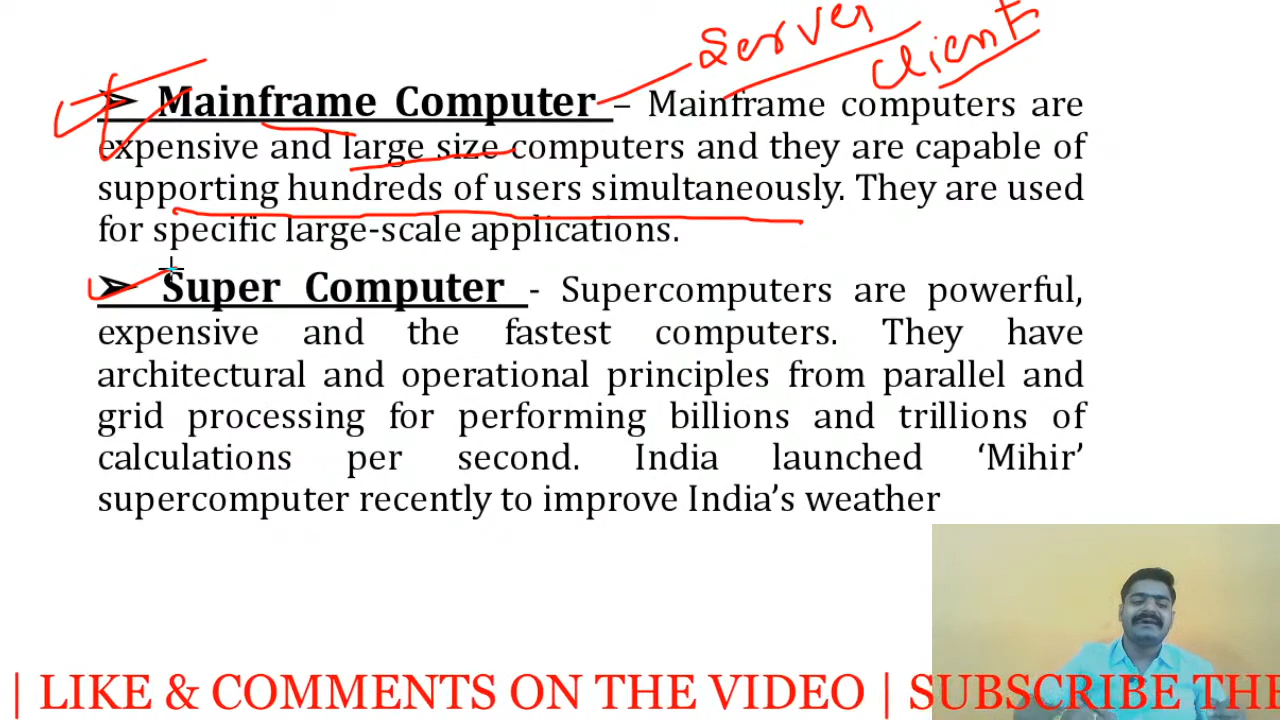 Server
client
➢ Mainframe Computer – Mainframe computers are
expensive and large size computers and they are capable of
supporting hundreds of users simultaneously. They are used
for specific large-scale applications.
➢ Super Computer - Supercomputers are powerful,
expensive and the fastest computers. They have
architectural and operational principles from parallel and
grid processing for performing billions and trillions of
calculations per second. India launched ‘Mihir’
supercomputer recently to improve India’s weather
| LIKE & COMMENTS ON THE VIDEO | SUBSCRIBE THE